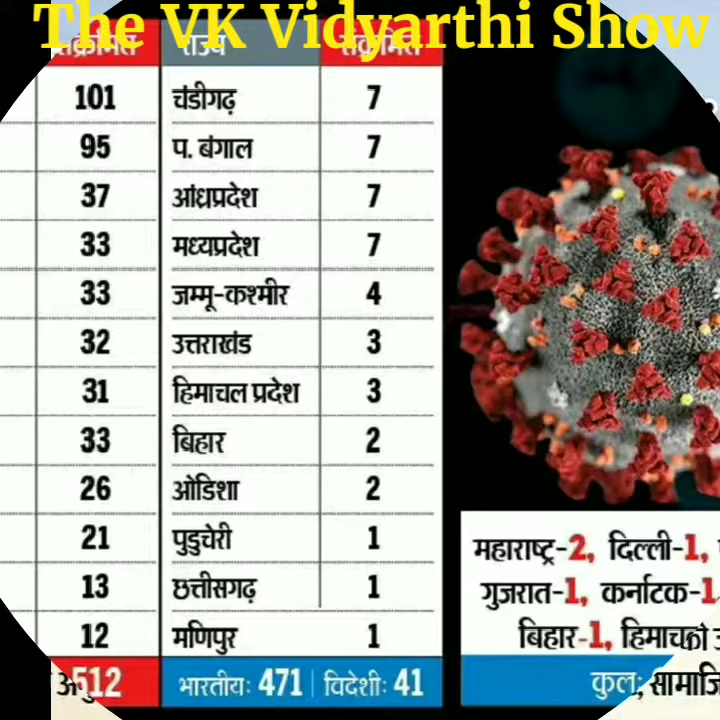 The VK Vidyarthi Show
संक्रमित राज्य संक्रमित
101 चंडीगढ़ 7
95 प. बंगाल 7
37 आंध्रप्रदेश 7
33 मध्यप्रदेश 7
33 जम्मू-कश्मीर 4
32 उत्तराखंड 3
31 हिमाचल प्रदेश 3
33 बिहार 2
26 ओडिशा 2
21 पुडुचेरी 1
13 छत्तीसगढ़ 1
12 मणिपुर 1
512 भारतीय: 471 | विदेशी: 41
महाराष्ट्र-2, दिल्ली-1,
गुजरात-1, कर्नाटक-1
बिहार-1,
कुल: